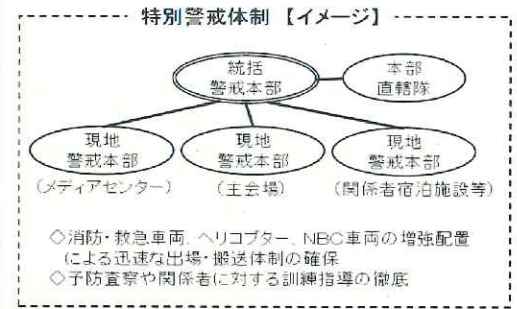 特別警戒体制 【イメージ】
統括
警戒本部
本部
直轄隊
現地
警戒本部
(メディアセンター)
現地
警戒本部
(主会場)
現地
警戒本部
(関係者宿泊施設等)
◇消防・救急車両、ヘリコプター、NBC車両の増強配置
による迅速な出場・搬送体制の確保
◇予防査察や関係者に対する訓練指導の徹底